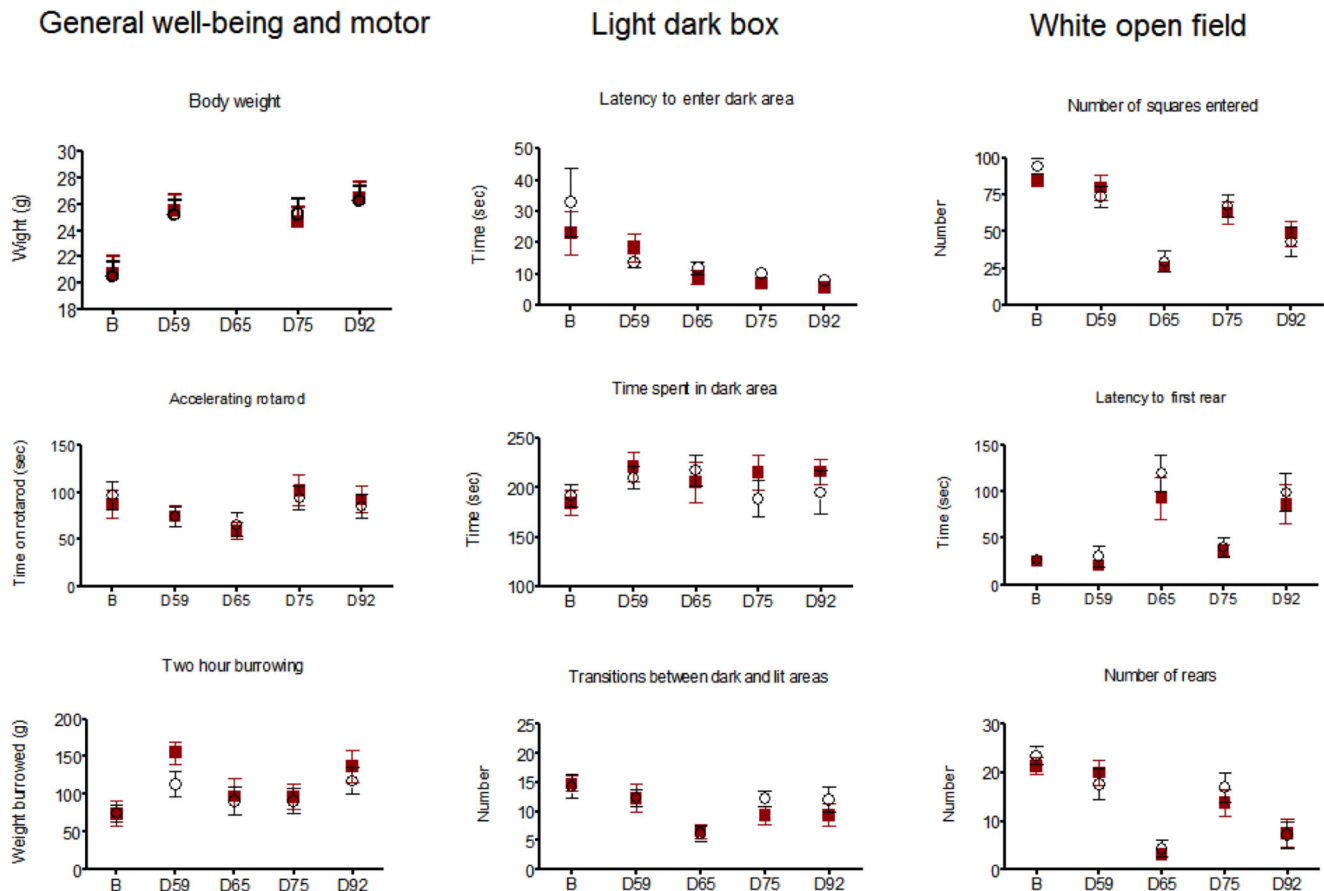 General well-being and motor
Light dark box
White open field
Body weight
Wight (g)
30
28
26
24
22
20
18
B D59 D65 D75 D92
Latency to enter dark area
Time (sec)
50
40
30
20
10
0
B D59 D65 D75 D92
Number of squares entered
Number
100
75
50
25
0
B D59 D65 D75 D92
Accelerating rotarod
Time on rotarod (sec)
150
100
50
0
B D59 D65 D75 D92
Time spent in dark area
Time (sec)
250
200
150
100
B D59 D65 D75 D92
Latency to first rear
Time (sec)
150
100
50
0
B D59 D65 D75 D92
Two hour burrowing
Weight burrowed (g)
200
150
100
50
0
B D59 D65 D75 D92
Transitions between dark and lit areas
Number
25
20
15
10
5
0
B D59 D65 D75 D92
Number of rears
Number
30
20
10
0
B D59 D65 D75 D92